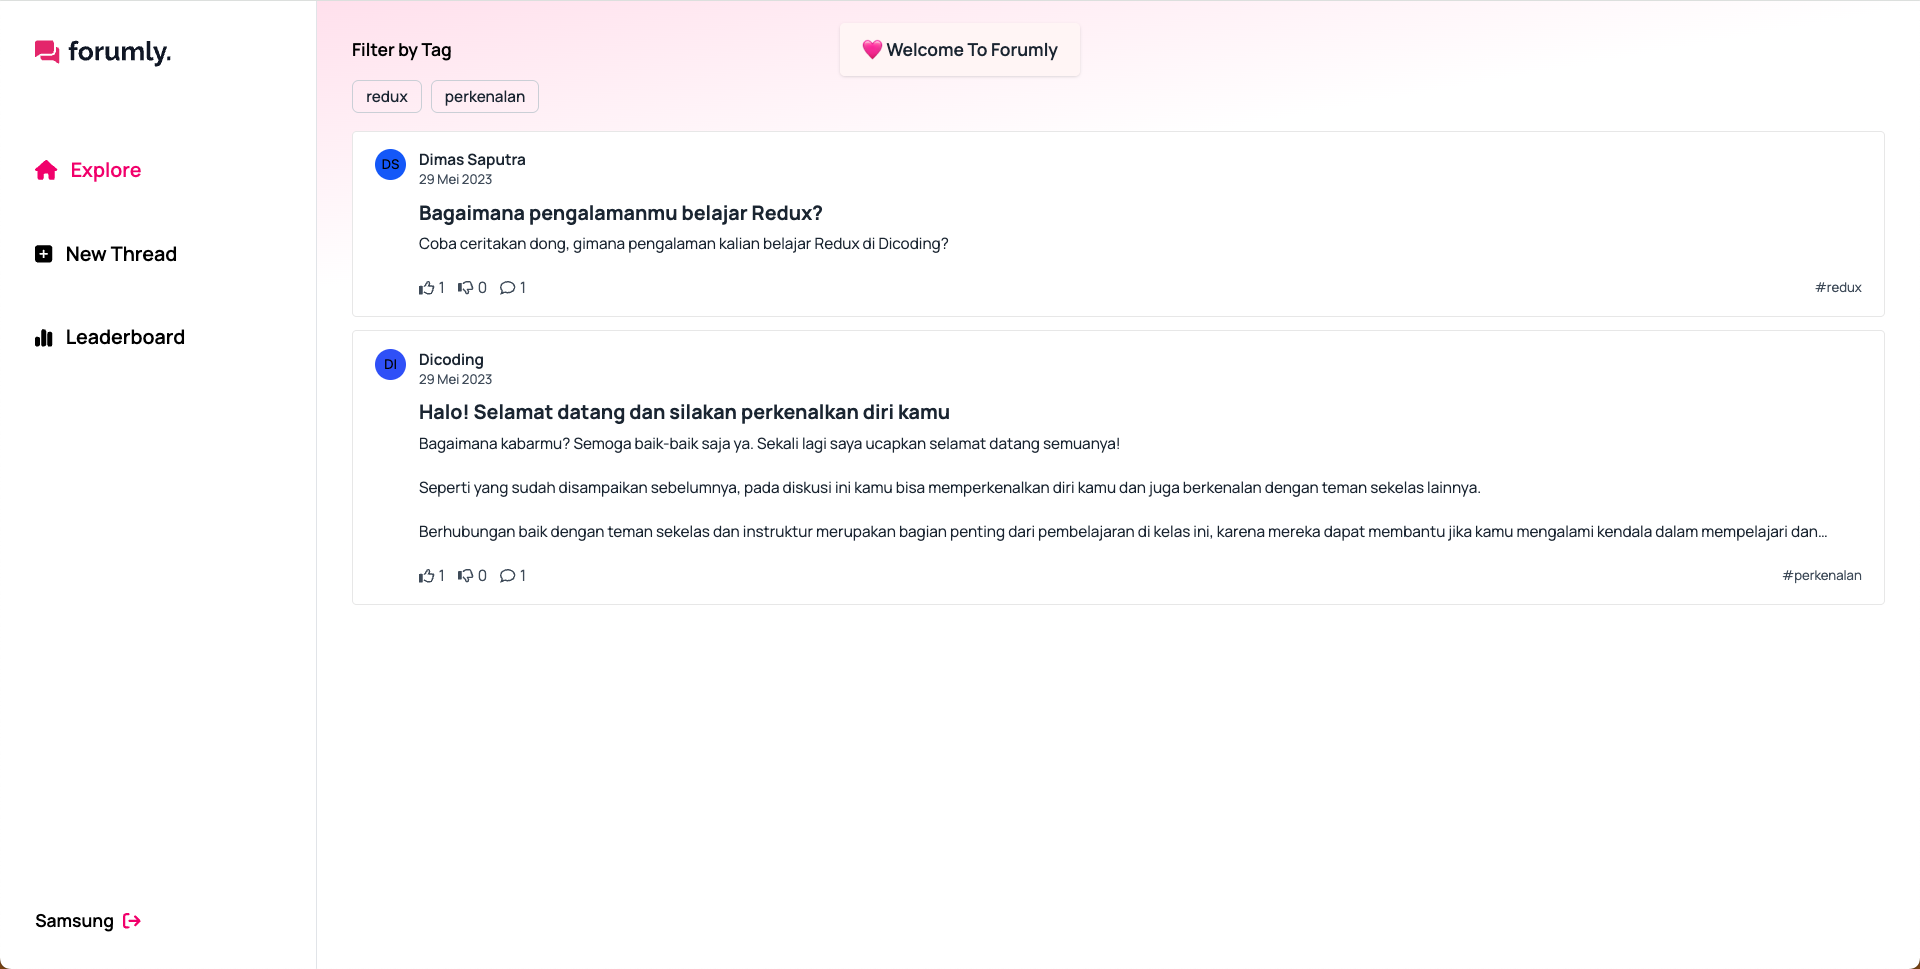 forumly.
Explore
New Thread
Leaderboard
Samsung
Filter by Tag
🩷 Welcome To Forumly
redux
perkenalan
DS
Dimas Saputra
29 Mei 2023
Bagaimana pengalamanmu belajar Redux?
Coba ceritakan dong, gimana pengalaman kalian belajar Redux di Dicoding?
1 0 1
#redux
DI
Dicoding
29 Mei 2023
Halo! Selamat datang dan silakan perkenalkan diri kamu
Bagaimana kabarmu? Semoga baik-baik saja ya. Sekali lagi saya ucapkan selamat datang semuanya!
Seperti yang sudah disampaikan sebelumnya, pada diskusi ini kamu bisa memperkenalkan diri kamu dan juga berkenalan dengan teman sekelas lainnya.
Berhubungan baik dengan teman sekelas dan instruktur merupakan bagian penting dari pembelajaran di kelas ini, karena mereka dapat membantu jika kamu mengalami kendala dalam mempelajari dan...
1 0 1
#perkenalan